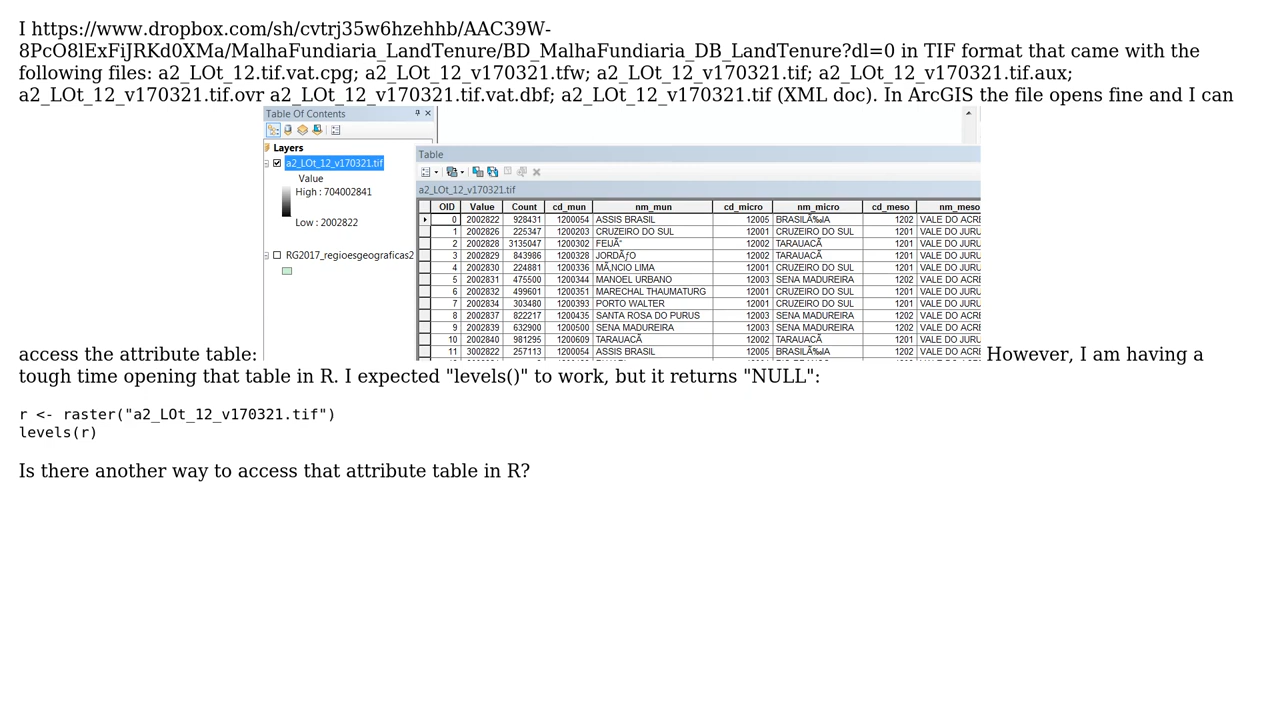 I https://www.dropbox.com/sh/cvtrj35w6hzehhb/AAC39W-
8PcO8lExFiJRKd0XMa/MalhaFundiaria_LandTenure/BD_MalhaFundiaria_DB_LandTenure?dl=0 in TIF format that came with the
following files: a2_LOt_12.tif.vat.cpg; a2_LOt_12_v170321.tfw; a2_LOt_12_v170321.tif; a2_LOt_12_v170321.tif.aux;
a2_LOt_12_v170321.tif.ovr a2_LOt_12_v170321.tif.vat.dbf; a2_LOt_12_v170321.tif (XML doc). In ArcGIS the file opens fine and I can
Table Of Contents
Layers
a2_LOt_12_v170321.tif
Value
High : 704002841
Low : 2002822
RG2017_regioesgeograficas2
Table
a2_LOt_12_v170321.tif
OID Value Count cd_mun nm_mun cd_micro nm_micro cd_meso nm_meso
0 2002822 928431 1200054 ASSIS BRASIL 12005 BRASILÃ‰IA 1202 VALE DO ACRE
1 2002826 225347 1200203 CRUZEIRO DO SUL 12001 CRUZEIRO DO SUL 1201 VALE DO JURU
2 2002828 3135047 1200302 FEIJÃ“ 12002 TARAUACÃ 1201 VALE DO JURU
3 2002829 843986 1200328 JORDÃƒO 12002 TARAUACÃ 1201 VALE DO JURU
4 2002830 224881 1200336 MÃ‚NCIO LIMA 12001 CRUZEIRO DO SUL 1201 VALE DO JURU
5 2002831 475500 1200344 MANOEL URBANO 12003 SENA MADUREIRA 1202 VALE DO ACRE
6 2002832 499601 1200351 MARECHAL THAUMATURG 12001 CRUZEIRO DO SUL 1201 VALE DO JURU
7 2002834 303480 1200393 PORTO WALTER 12001 CRUZEIRO DO SUL 1201 VALE DO JURU
8 2002837 822217 1200435 SANTA ROSA DO PURUS 12003 SENA MADUREIRA 1202 VALE DO ACRE
9 2002839 632900 1200500 SENA MADUREIRA 12003 SENA MADUREIRA 1202 VALE DO ACRE
10 2002840 981295 1200609 TARAUACÃ 12002 TARAUACÃ 1201 VALE DO JURU
11 3002822 257113 1200054 ASSIS BRASIL 12005 BRASILÃ‰IA 1202 VALE DO ACRE
access the attribute table: However, I am having a
tough time opening that table in R. I expected "levels()" to work, but it returns "NULL":
r <- raster("a2_LOt_12_v170321.tif")
levels(r)
Is there another way to access that attribute table in R?